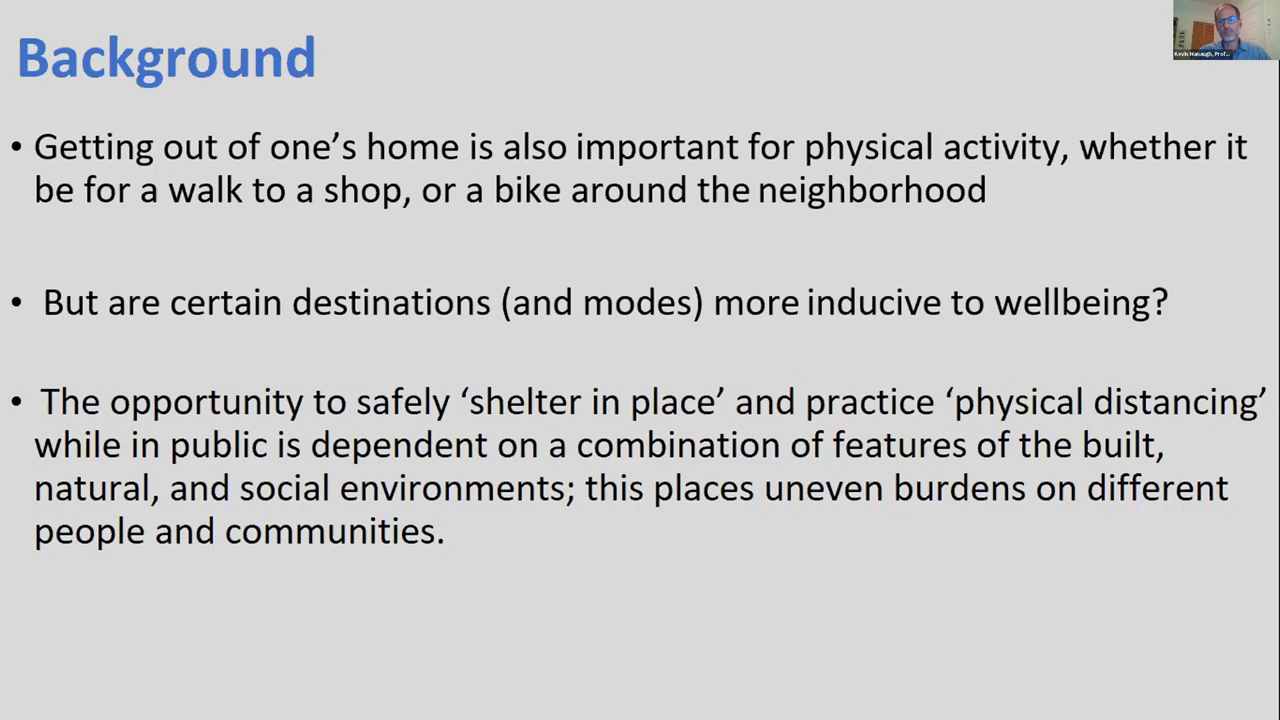 Background
Kevin Manaugh, Prof...
• Getting out of one’s home is also important for physical activity, whether it
be for a walk to a shop, or a bike around the neighborhood
• But are certain destinations (and modes) more inducive to wellbeing?
• The opportunity to safely ‘shelter in place’ and practice ‘physical distancing’
while in public is dependent on a combination of features of the built,
natural, and social environments; this places uneven burdens on different
people and communities.